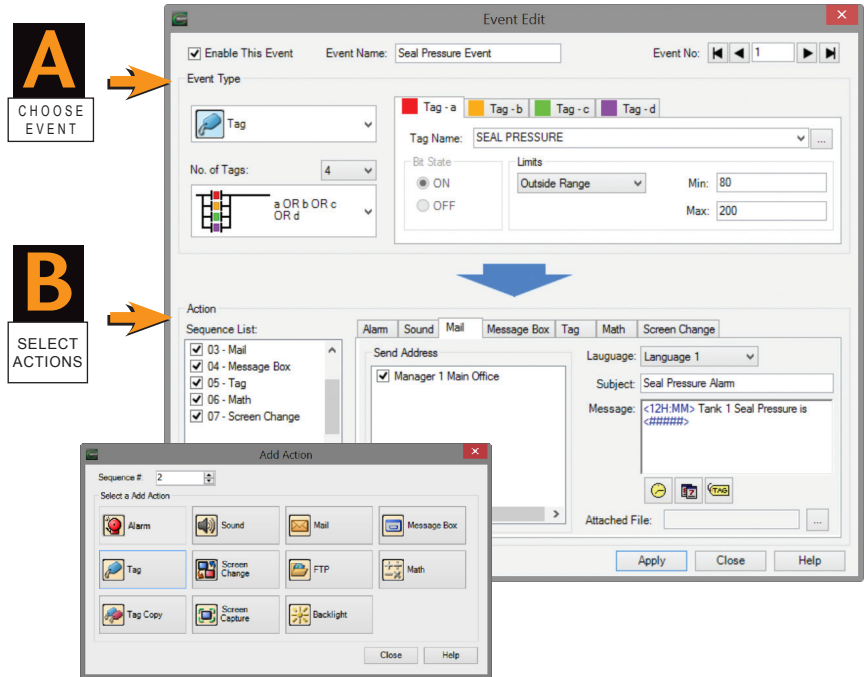 A
CHOOSE
EVENT
Event Edit
Enable This Event Event Name: Seal Pressure Event Event No: 1
Event Type
Tag
No. of Tags: 4
a OR b OR c
OR d
Tag - a Tag - b Tag - c Tag - d
Tag Name: SEAL PRESSURE ...
Bit State
ON
OFF
Limits
Outside Range Min: 80
Max: 200
B
SELECT
ACTIONS
Action
Sequence List:
03 - Mail
04 - Message Box
05 - Tag
06 - Math
07 - Screen Change
Alarm Sound Mail Message Box Tag Math Screen Change
Send Address
Manager 1 Main Office
Lauguage: Language 1
Subject: Seal Pressure Alarm
Message: <12H:MM> Tank 1 Seal Pressure is
<#####>
TAG
Attached File: ...
Apply Close Help
Add Action
Sequence #: 2
Select a Add Action
Alarm Sound Mail Message Box
Tag Screen
Change FTP Math
Tag Copy Screen
Capture Backlight
Close Help